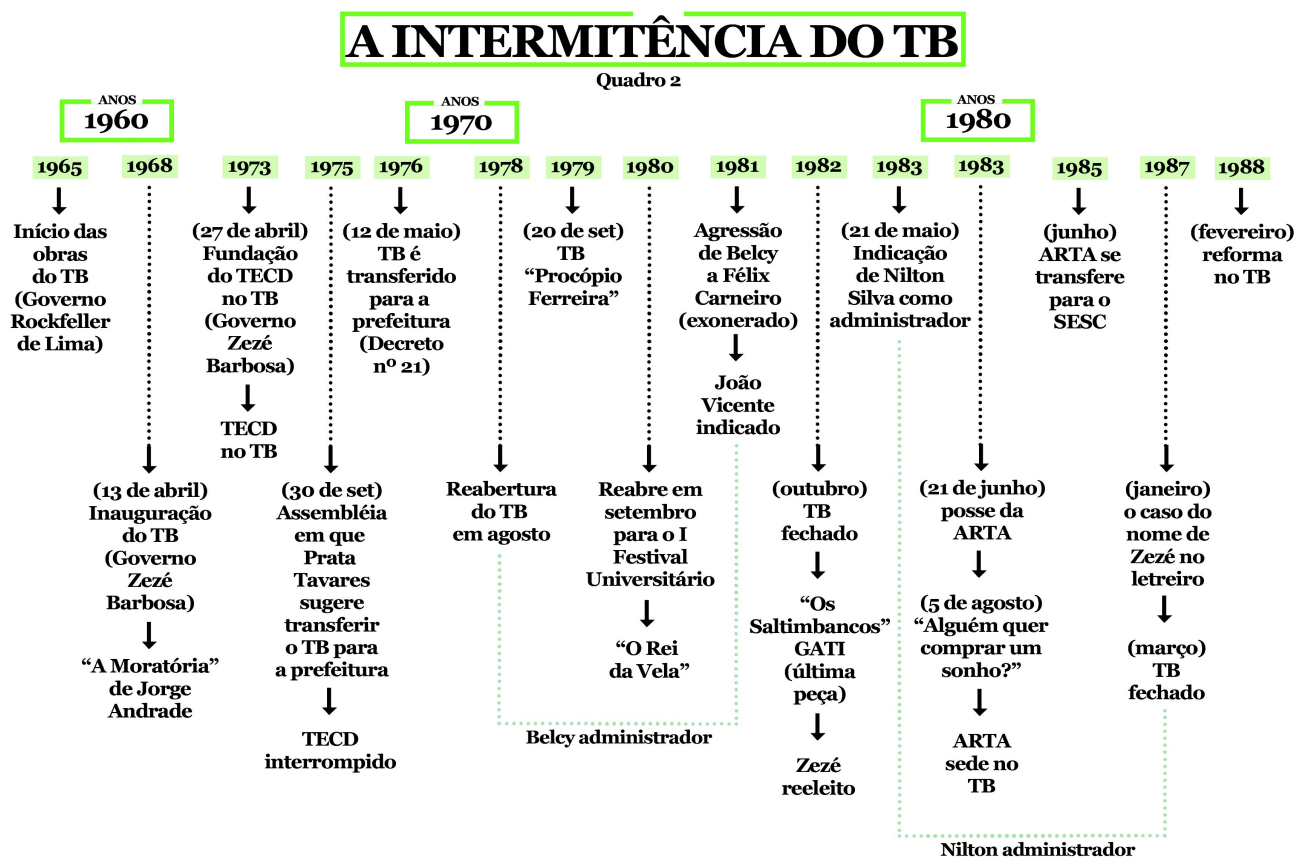 A INTERMITÊNCIA DO TB
Quadro 2
ANOS
1960
ANOS
1970
ANOS
1980
1965
Início das
obras
do TB
(Governo
Rockfeller
de Lima)
1968
(13 de abril)
Inauguração
do TB
(Governo
Zezé
Barbosa)
“A Moratória”
de Jorge
Andrade
1973
(27 de abril)
Fundação
do TECD
no TB
(Governo
Zezé
Barbosa)
TECD
no TB
1975
(30 de set)
Assembléia
em que
Prata
Tavares
sugere
transferir
o TB para
a prefeitura
TECD
interrompido
1976
(12 de maio)
TB é
transferido
para a
prefeitura
(Decreto
nº 21)
1978
Reabertura
do TB
em agosto
1979
(20 de set)
TB
“Procópio
Ferreira”
1980
Reabre em
setembro
para o I
Festival
Universitário
“O Rei
da Vela”
1981
Agressão
de Belcy
a Félix
Carneiro
(exonerado)
João
Vicente
indicado
Belcy administrador
1982
(outubro)
TB
fechado
“Os
Saltimbancos”
GATI
(última
peça)
Zezé
reeleito
1983
(21 de maio)
Indicação
de Nilton
Silva como
administrador
1983
(21 de junho)
posse da
ARTA
(5 de agosto)
“Alguém quer
comprar um
sonho?”
ARTA
sede no
TB
1985
(junho)
ARTA se
transfere
para o
SESC
1987
(janeiro)
o caso do
nome de
Zezé no
letreiro
(março)
TB
fechado
Nilton administrador
1988
(fevereiro)
reforma
no TB